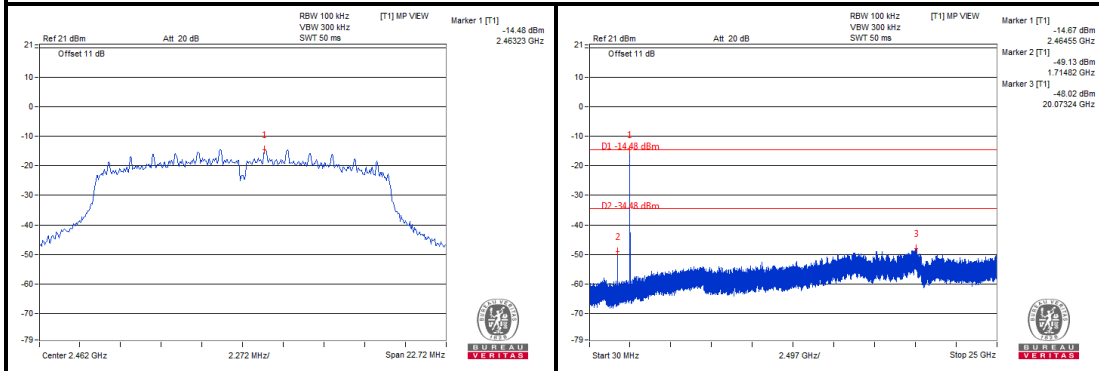 RBW 100 kHz [T1] MP VIEW
VBW 300 kHz
Ref 21 dBm Att 20 dB SWT 50 ms
Marker 1 [T1]
-14.48 dBm
2.46323 GHz
21
Offset 11 dB
10
0
-10
1
-20
-30
-40
-50
-60
-70
-79
Center 2.462 GHz 2.272 MHz/ Span 22.72 MHz
BUREAU VERITAS
1828
BUREAU
VERITAS
RBW 100 kHz [T1] MP VIEW
VBW 300 kHz
Ref 21 dBm Att 20 dB SWT 50 ms
Marker 1 [T1]
-14.67 dBm
2.46455 GHz
Marker 2 [T1]
-49.13 dBm
1.71482 GHz
Marker 3 [T1]
-48.02 dBm
20.07324 GHz
21
Offset 11 dB
10
0
-10
1
D1 -14.48 dBm
-20
-30
D2 -34.48 dBm
-40
2
3
-50
-60
-70
-79
Start 30 MHz 2.497 GHz/ Stop 25 GHz
BUREAU VERITAS
1828
BUREAU
VERITAS